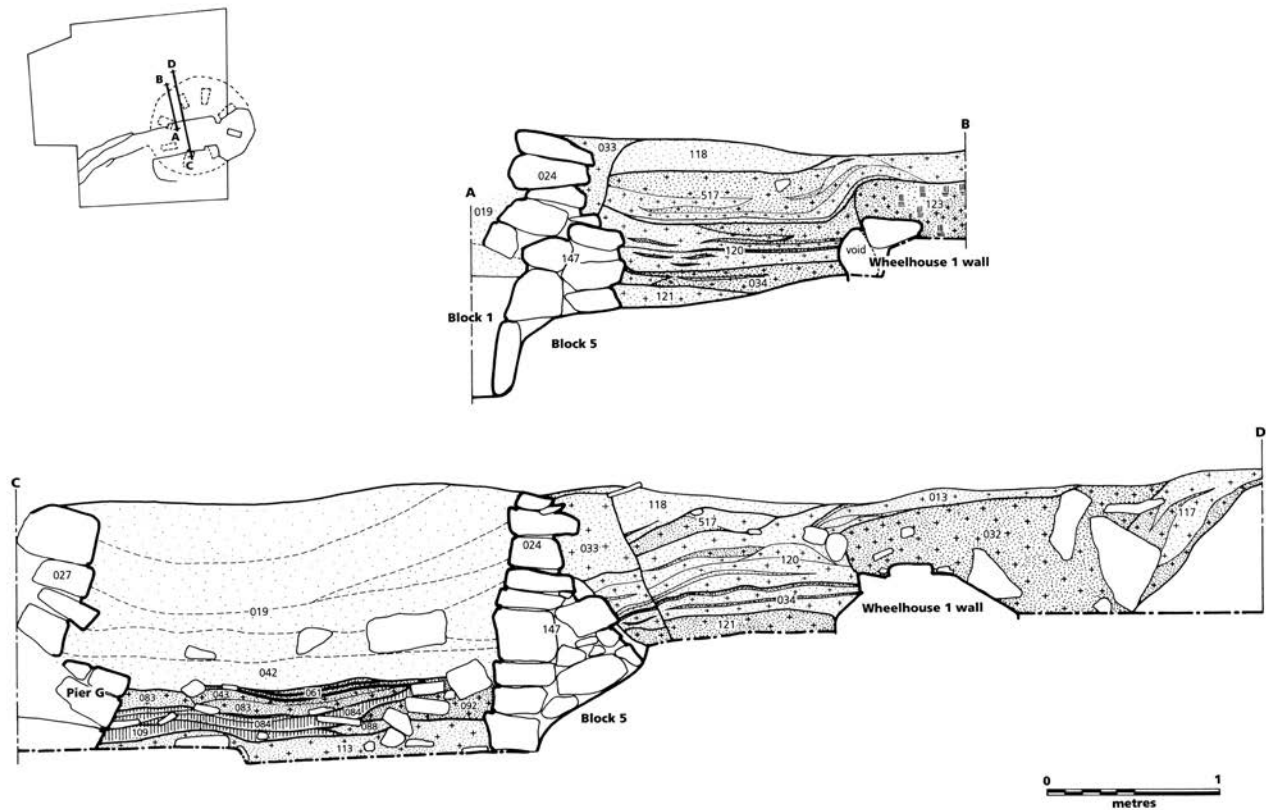 D
B
A
C
B
033
118
024
A
517
123
019
120
void
147
Wheelhouse 1 wall
034
121
Block 1
Block 5
D
C
118
013
517
117
024
033
032
027
120
019
034
Wheelhouse 1 wall
147
121
042
Pier G
083
043
061
083
084
092
Block 5
084
088
109
113
0
1
metres